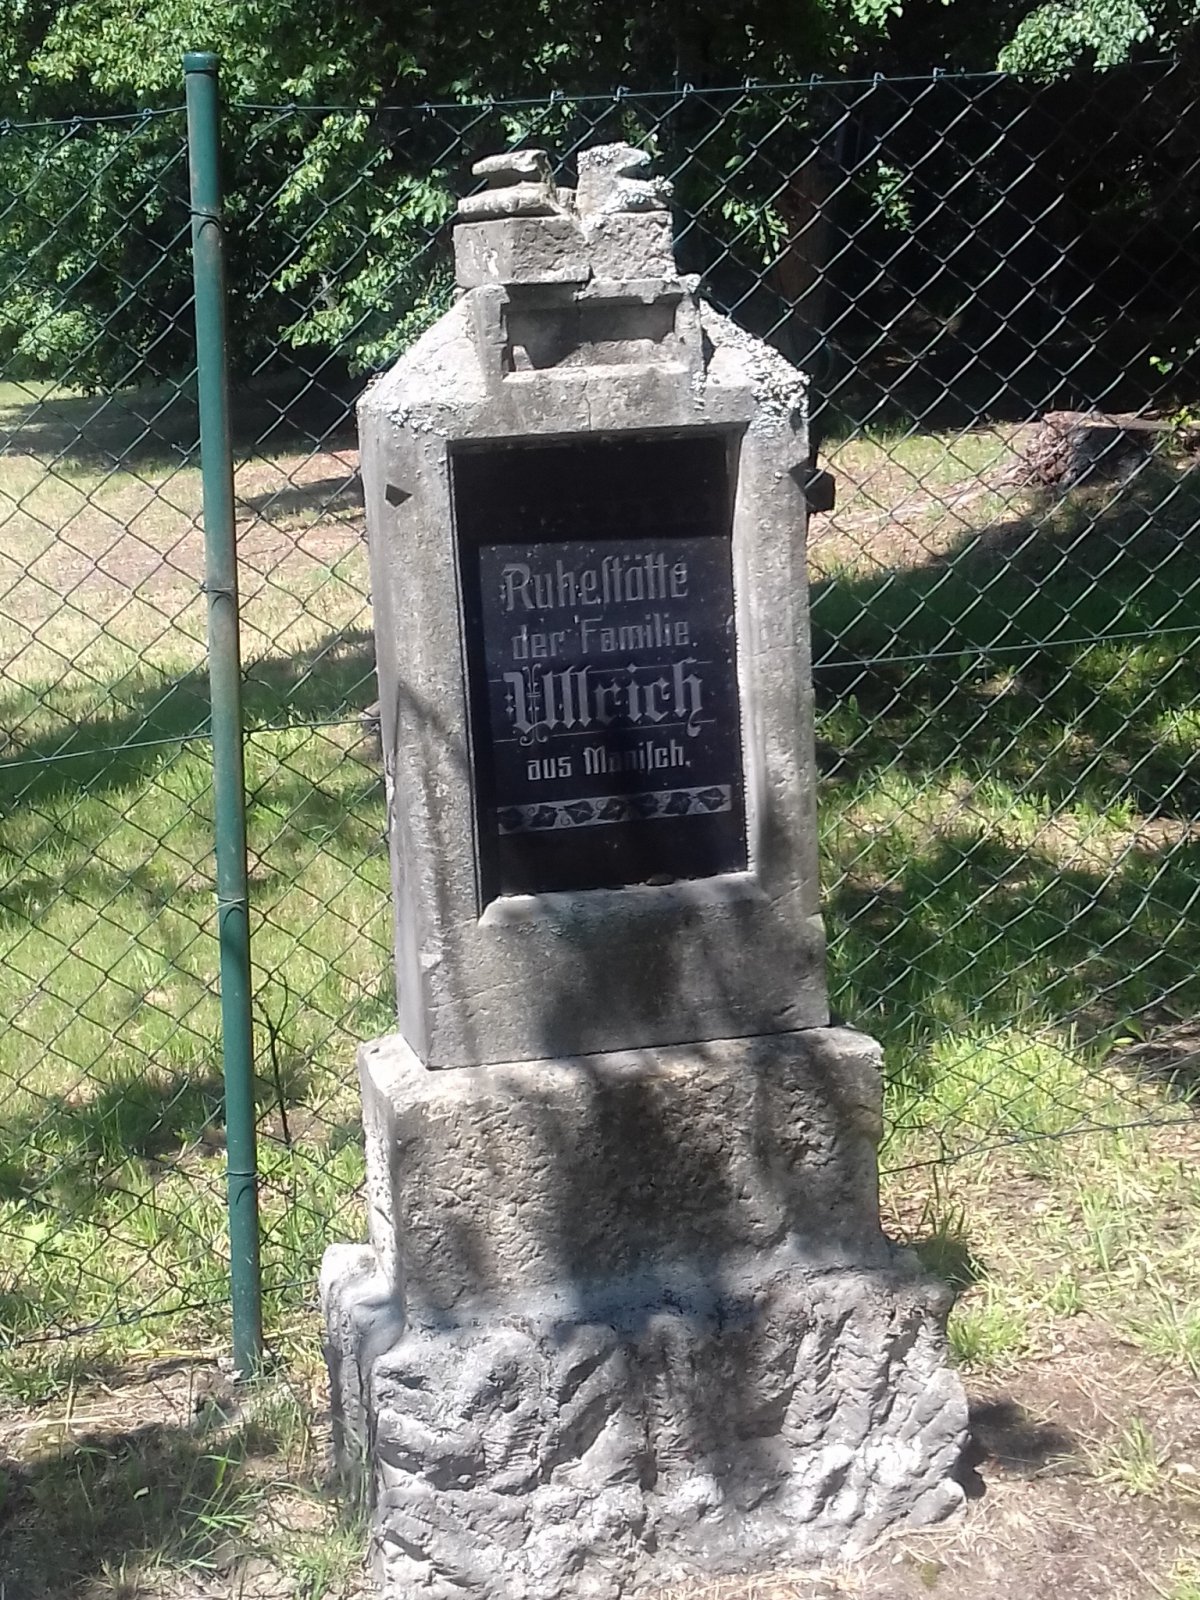 Ruheſtätte
der Familie
Ullrich
aus Maniſch.